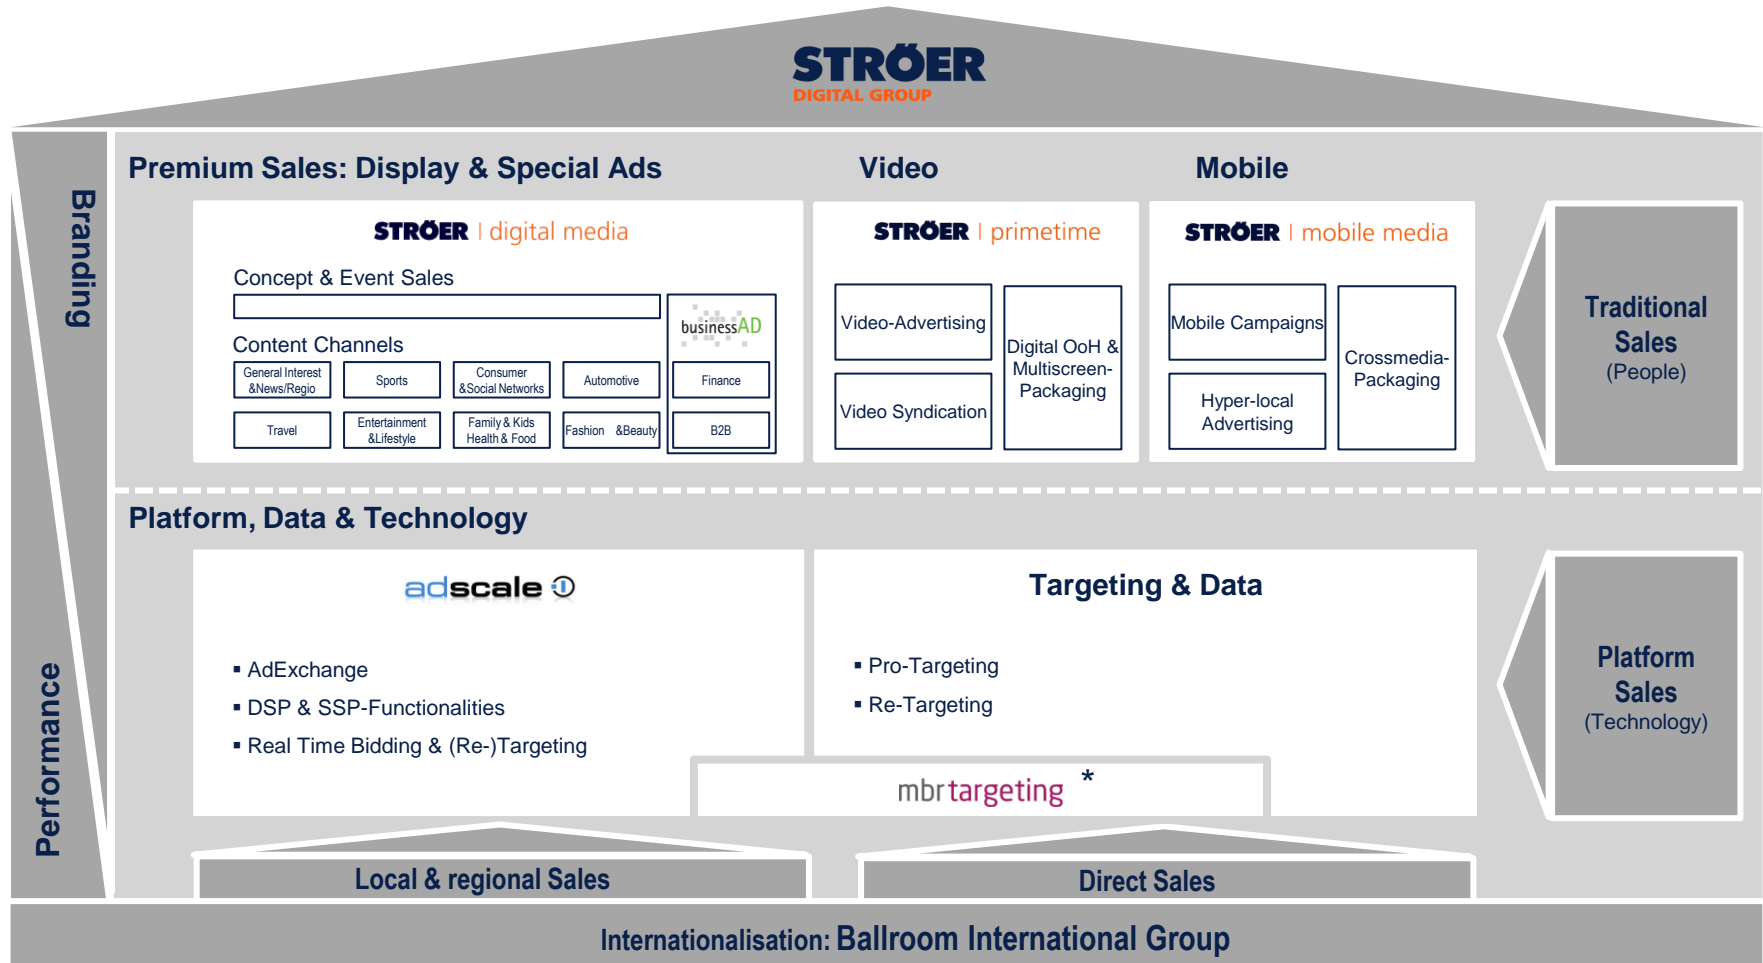 STRÖER
DIGITAL GROUP
Branding
Performance
Premium Sales: Display & Special Ads
Video
Mobile
STRÖER | digital media
Concept & Event Sales
businessAD
Content Channels
General Interest
&News/Regio
Sports
Consumer
&Social Networks
Automotive
Finance
Travel
Entertainment
&Lifestyle
Family & Kids
Health & Food
Fashion &Beauty
B2B
STRÖER | primetime
Video-Advertising
Video Syndication
Digital OoH &
Multiscreen-
Packaging
STRÖER | mobile media
Mobile Campaigns
Hyper-local
Advertising
Crossmedia-
Packaging
Traditional
Sales
(People)
Platform, Data & Technology
adscale
▪ AdExchange
▪ DSP & SSP-Functionalities
▪ Real Time Bidding & (Re-)Targeting
Targeting & Data
▪ Pro-Targeting
▪ Re-Targeting
mbrtargeting *
Platform
Sales
(Technology)
Local & regional Sales
Direct Sales
Internationalisation: Ballroom International Group